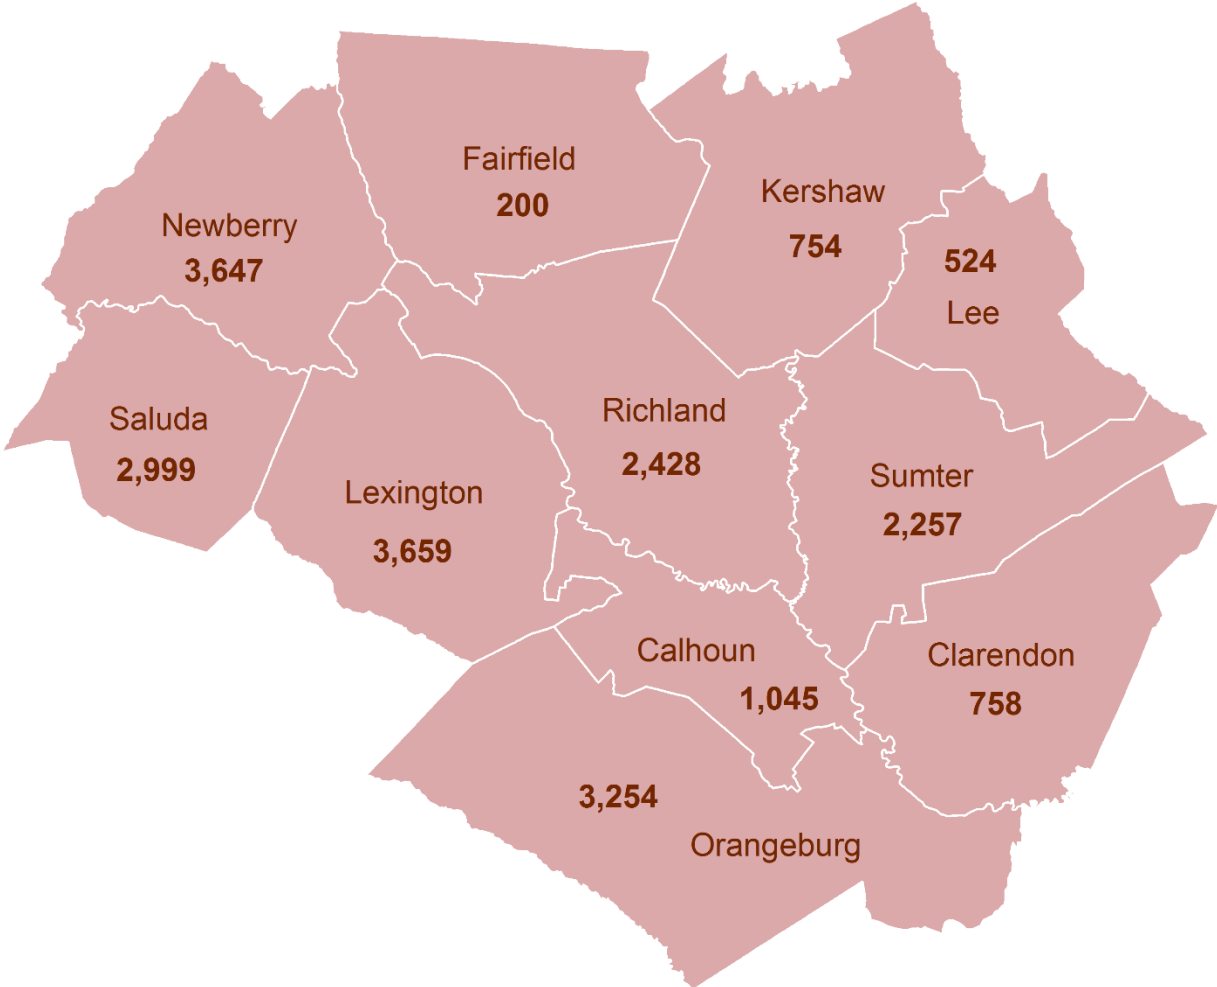 Fairfield
200
Kershaw
754
Newberry
3,647
524
Lee
Saluda
2,999
Richland
2,428
Lexington
3,659
Sumter
2,257
Calhoun
1,045
Clarendon
758
3,254
Orangeburg